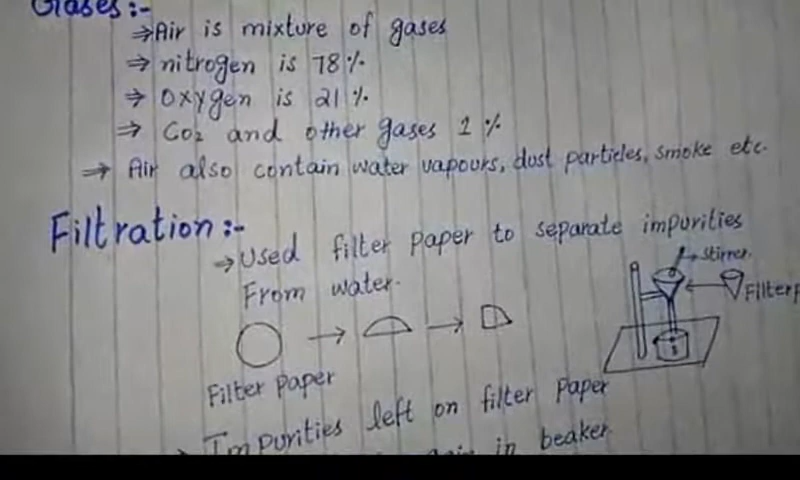 Gases:-
⇒ Air is mixture of gases
⇒ nitrogen is 78%
⇒ Oxygen is 21%
⇒ CO₂ and other gases 1%
⇒ Air also contain water vapours, dust particles, smoke etc.
Filtration:-
→ Used filter paper to separate impurities
From water.
Stirrer
Filter
Filter paper
Impurities left on filter paper
in beaker